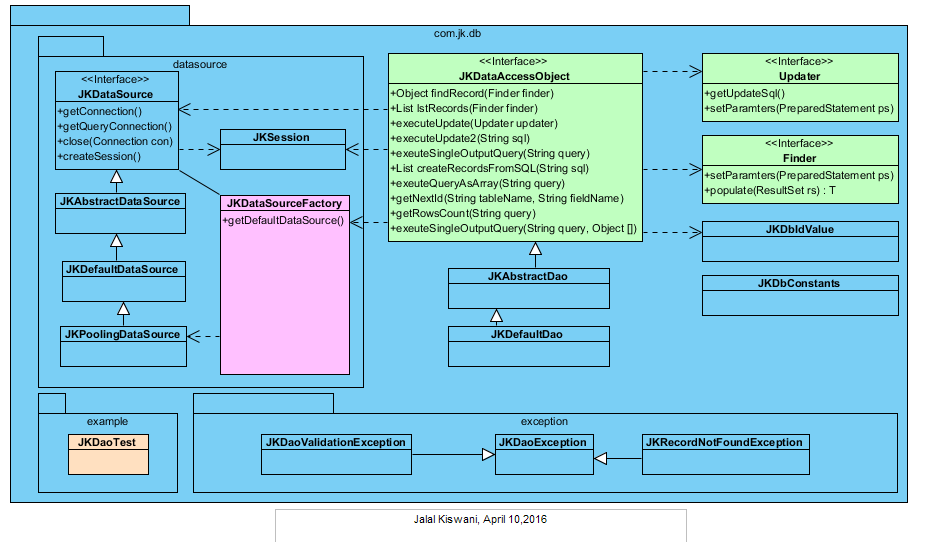 com.jk.db
datasource
<<Interface>>
JKDataSource
+getConnection()
+getQueryConnection()
+close(Connection con)
+createSession()
JKAbstractDataSource
JKDefaultDataSource
JKPoolingDataSource
JKSession
JKDataSourceFactory
+getDefaultDataSource()
<<Interface>>
JKDataAccessObject
+Object findRecord(Finder finder)
+List lstRecords(Finder finder)
+executeUpdate(Updater updater)
+executeUpdate2(String sql)
+exeuteSingleOutputQuery(String query)
+List createRecordsFromSQL(String sql)
+exeuteQueryAsArray(String query)
+getNextId(String tableName, String fieldName)
+getRowsCount(String query)
+exeuteSingleOutputQuery(String query, Object [])
JKAbstractDao
JKDefaultDao
<<Interface>>
Updater
+getUpdateSql()
+setParamters(PreparedStatement ps)
<<Interface>>
Finder
+setParamters(PreparedStatement ps)
+populate(ResultSet rs) : T
JKDbIdValue
JKDbConstants
example
JKDaoTest
exception
JKDaoValidationException
JKDaoException
JKRecordNotFoundException
Jalal Kiswani, April 10,2016